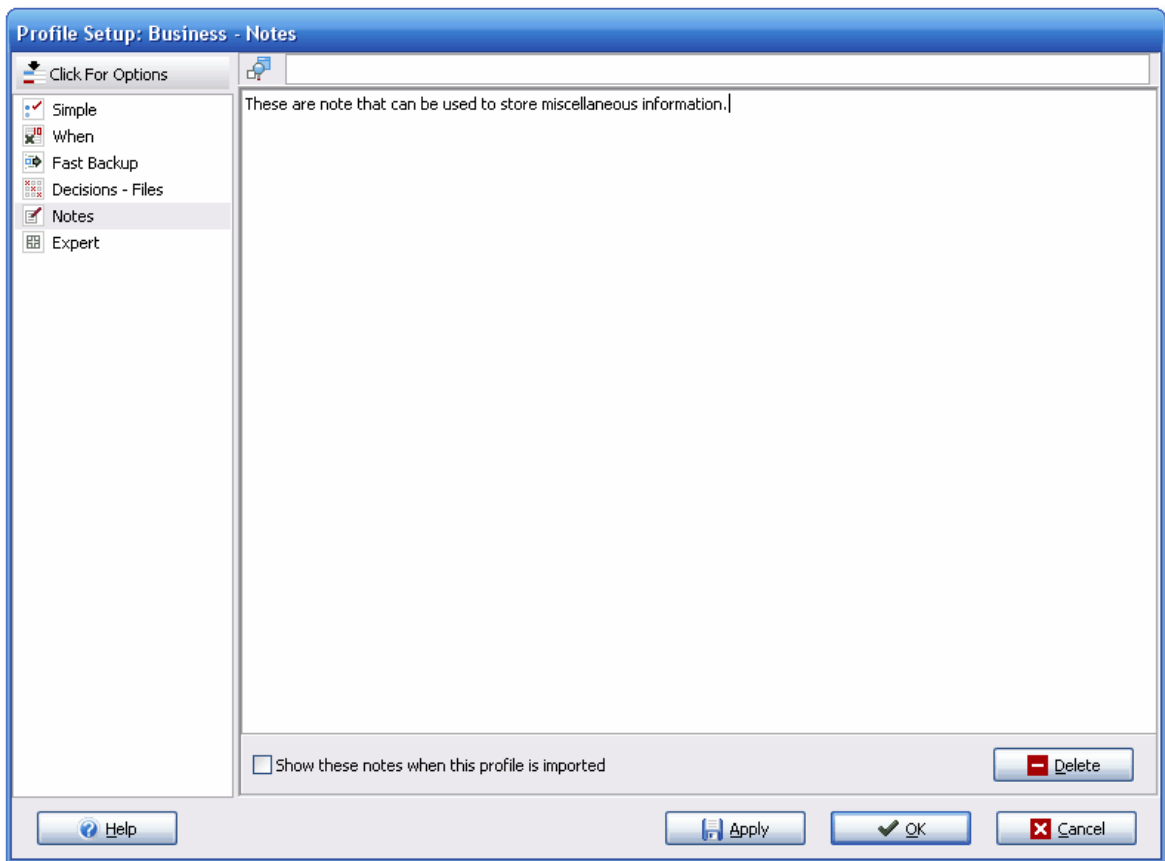 Profile Setup: Business - Notes
Click For Options
Simple
When
Fast Backup
Decisions - Files
Notes
Expert
These are note that can be used to store miscellaneous information.
Show these notes when this profile is imported
Delete
Help
Apply
OK
Cancel